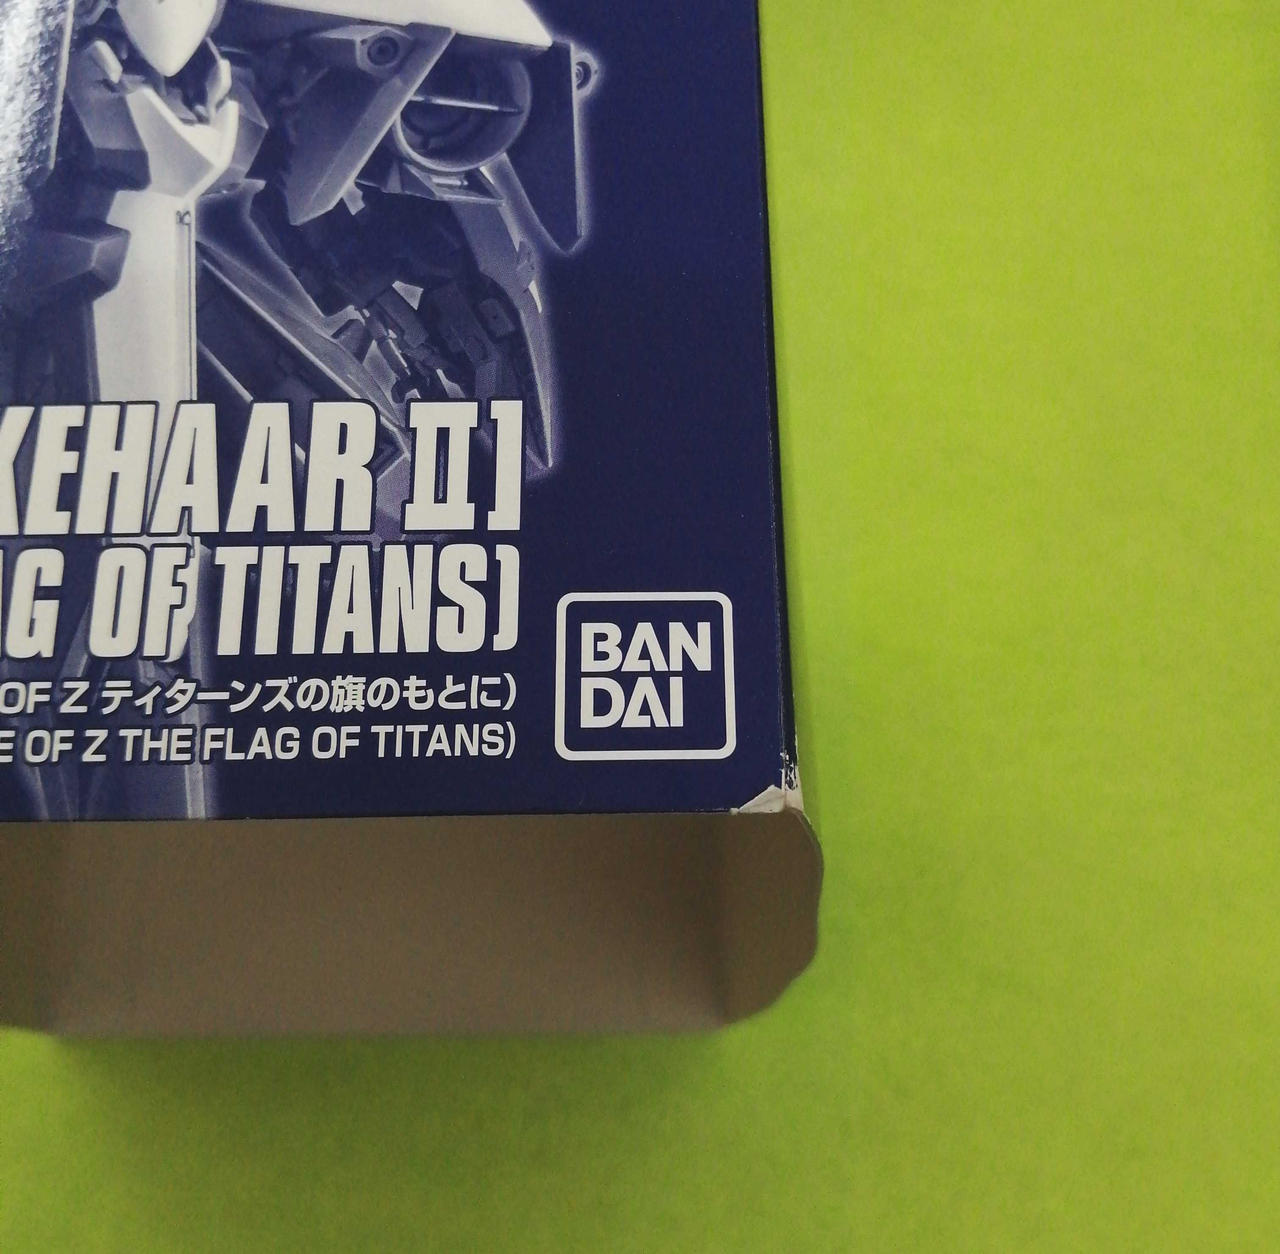 KEHAAR II]
AG OF TITANS)
OF Z ティターンズの旗のもとに)
E OF Z THE FLAG OF TITANS)
BAN
DAI